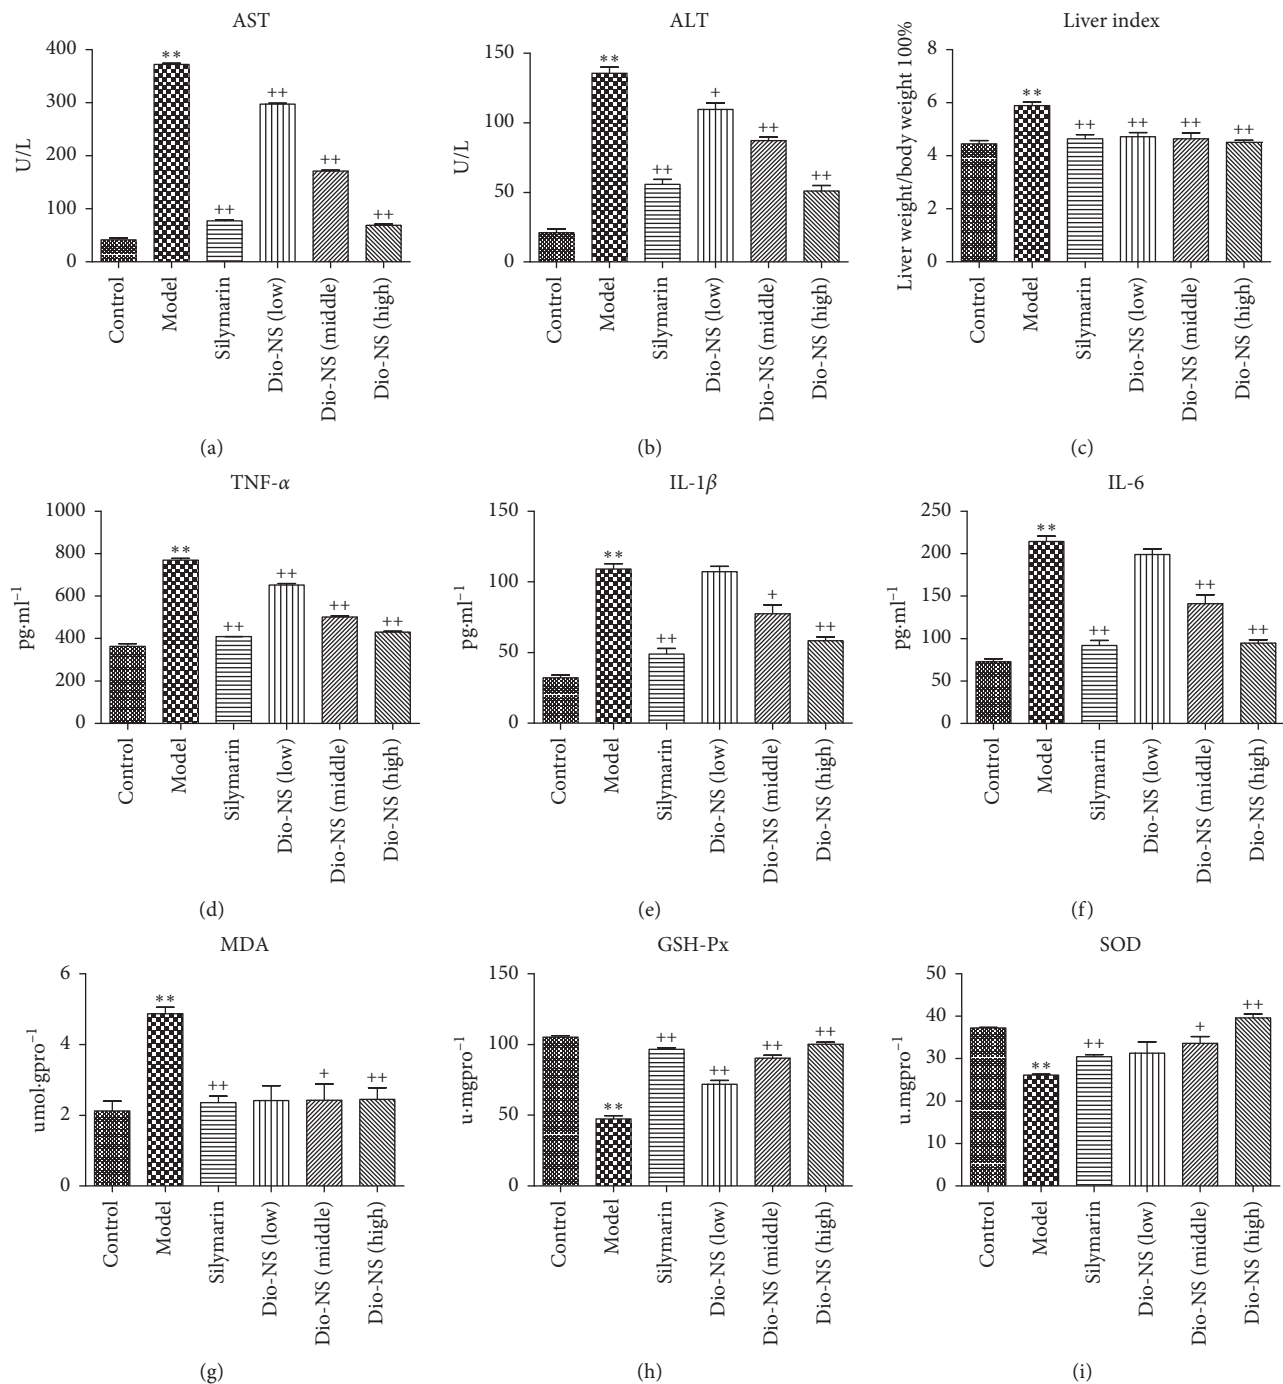 AST
U/L
400
300
200
100
0
**
++
++
++
++
Control
Model
Silymarin
Dio-NS (low)
Dio-NS (middle)
Dio-NS (high)
(a)
ALT
U/L
150
100
50
0
**
++
+
++
++
Control
Model
Silymarin
Dio-NS (low)
Dio-NS (middle)
Dio-NS (high)
(b)
Liver index
Liver weight/body weight 100%
8
6
4
2
0
**
++
++
++
++
Control
Model
Silymarin
Dio-NS (low)
Dio-NS (middle)
Dio-NS (high)
(c)
TNF-α
pg·ml⁻¹
1000
800
600
400
200
0
**
++
++
++
++
Control
Model
Silymarin
Dio-NS (low)
Dio-NS (middle)
Dio-NS (high)
(d)
IL-1β
pg·ml⁻¹
150
100
50
0
**
++
+
++
Control
Model
Silymarin
Dio-NS (low)
Dio-NS (middle)
Dio-NS (high)
(e)
IL-6
pg·ml⁻¹
250
200
150
100
50
0
**
++
++
++
Control
Model
Silymarin
Dio-NS (low)
Dio-NS (middle)
Dio-NS (high)
(f)
MDA
umol·gpro⁻¹
6
4
2
0
**
++
+
++
Control
Model
Silymarin
Dio-NS (low)
Dio-NS (middle)
Dio-NS (high)
(g)
GSH-Px
u·mgpro⁻¹
150
100
50
0
**
++
++
++
++
Control
Model
Silymarin
Dio-NS (low)
Dio-NS (middle)
Dio-NS (high)
(h)
SOD
u.mgpro⁻¹
50
40
30
20
10
0
**
++
+
++
Control
Model
Silymarin
Dio-NS (low)
Dio-NS (middle)
Dio-NS (high)
(i)